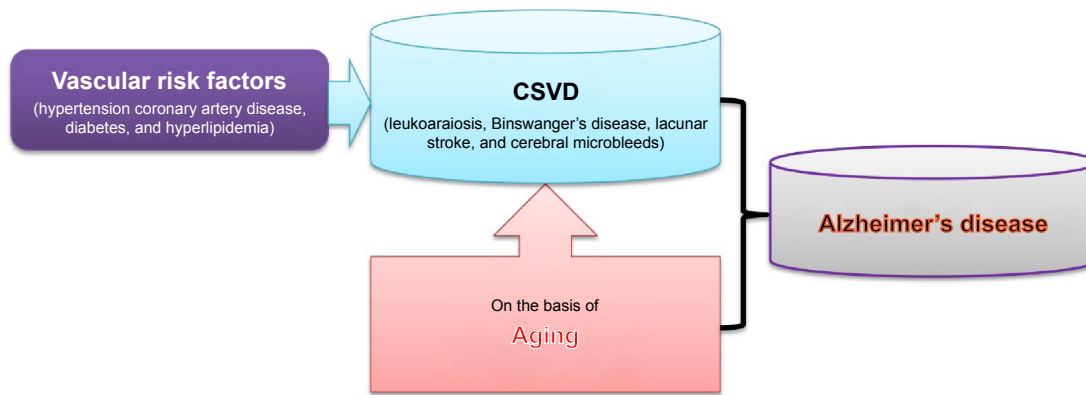 Vascular risk factors
(hypertension coronary artery disease,
diabetes, and hyperlipidemia)
CSVD
(leukoaraiosis, Binswanger’s disease, lacunar
stroke, and cerebral microbleeds)
Alzheimer’s disease
On the basis of
Aging